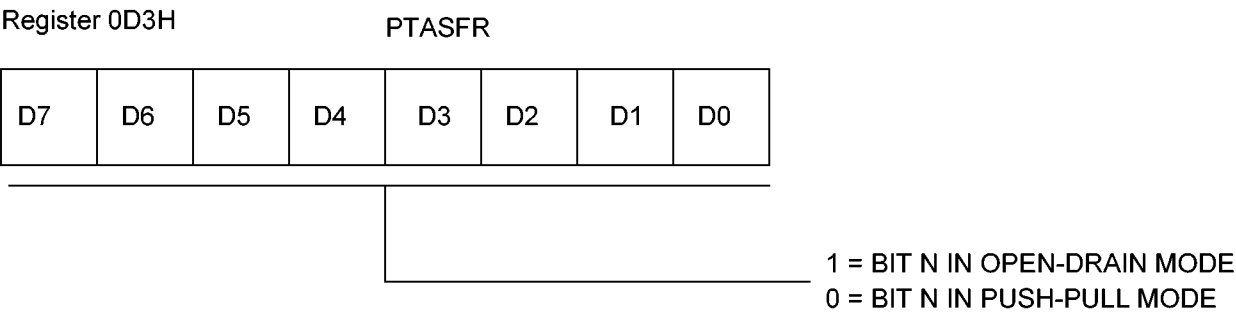 Register 0D3H
PTASFR
D7 D6 D5 D4 D3 D2 D1 D0
1 = BIT N IN OPEN-DRAIN MODE
0 = BIT N IN PUSH-PULL MODE